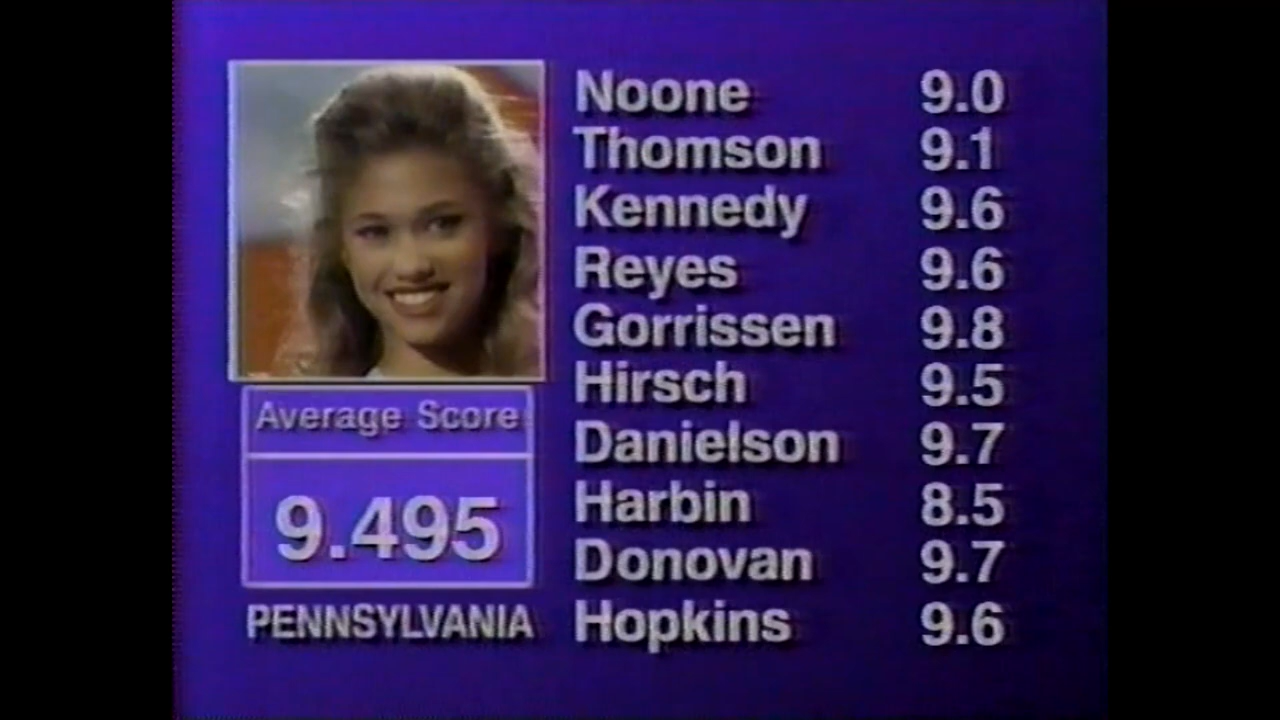 Noone 9.0
Thomson 9.1
Kennedy 9.6
Reyes 9.6
Gorrissen 9.8
Hirsch 9.5
Danielson 9.7
Harbin 8.5
Donovan 9.7
Hopkins 9.6
Average Score
9.495
PENNSYLVANIA